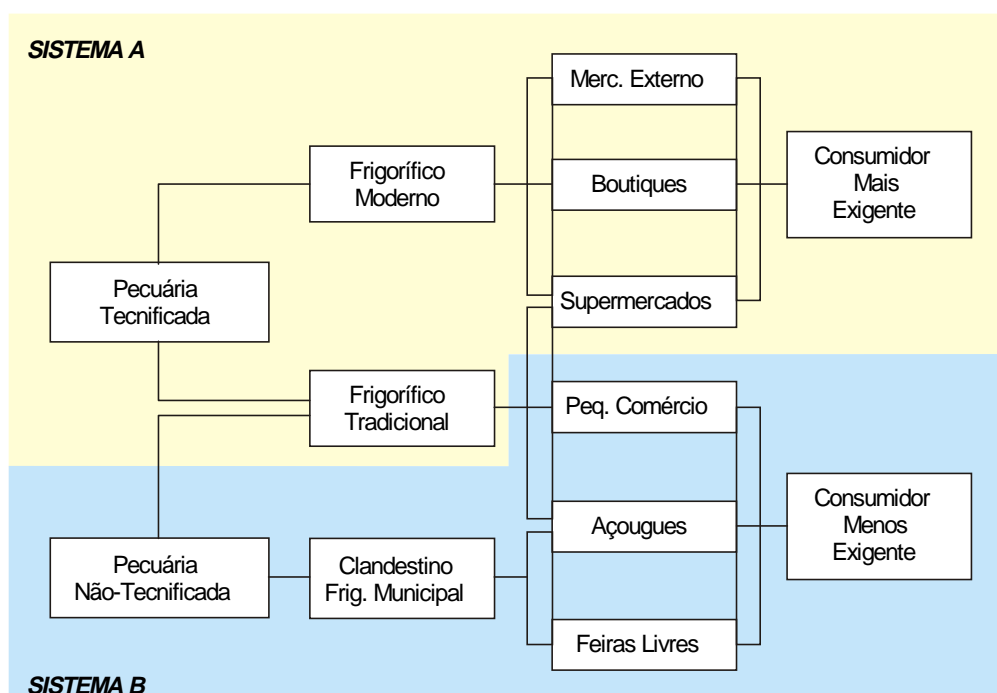 SISTEMA A
Merc. Externo
Frigorífico
Moderno
Boutiques
Consumidor
Mais
Exigente
Pecuária
Tecnificada
Supermercados
Frigorífico
Tradicional
Peq. Comércio
Pecuária
Não-Tecnificada
Clandestino
Frig. Municipal
Açougues
Consumidor
Menos
Exigente
Feiras Livres
SISTEMA B